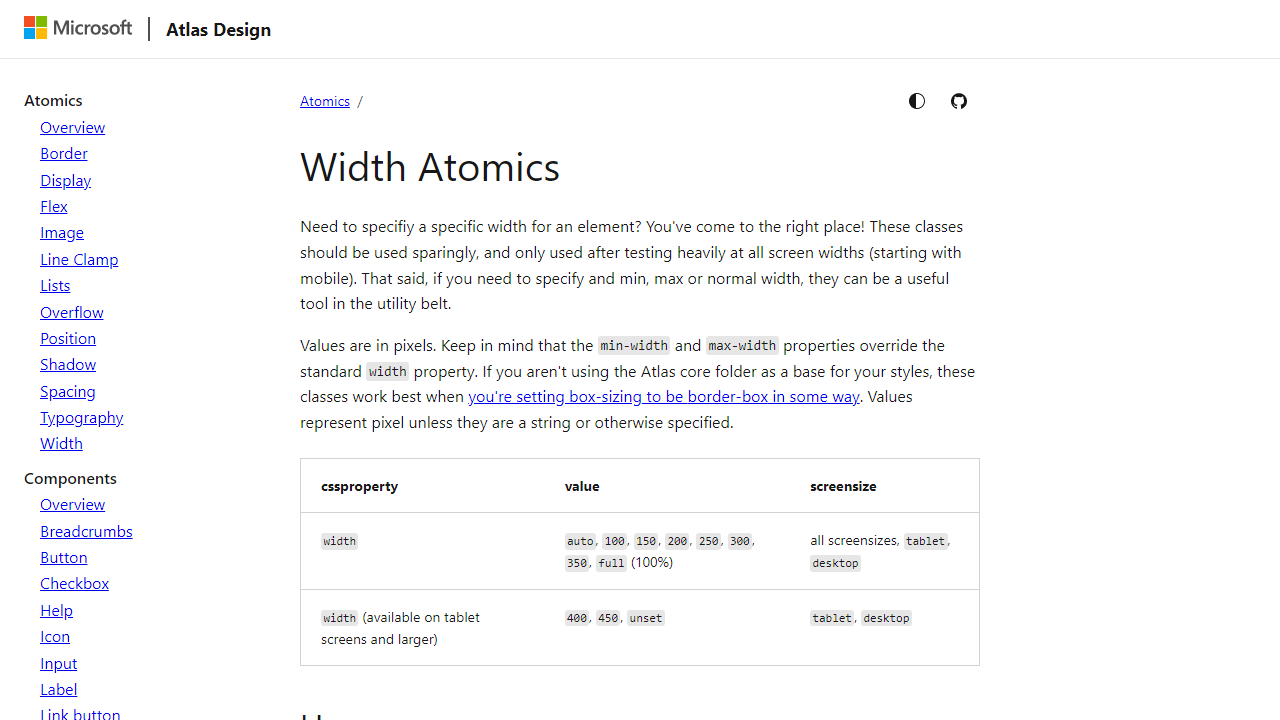 Microsoft
Atlas Design
Atomics
Overview
Border
Display
Flex
Image
Line Clamp
Lists
Overflow
Position
Shadow
Spacing
Typography
Width
Components
Overview
Breadcrumbs
Button
Checkbox
Help
Icon
Input
Label
Link button
Atomics /
Width Atomics
Need to specifiy a specific width for an element? You've come to the right place! These classes
should be used sparingly, and only used after testing heavily at all screen widths (starting with
mobile). That said, if you need to specify and min, max or normal width, they can be a useful
tool in the utility belt.
Values are in pixels. Keep in mind that the min-width and max-width properties override the
standard width property. If you aren't using the Atlas core folder as a base for your styles, these
classes work best when you're setting box-sizing to be border-box in some way. Values
represent pixel unless they are a string or otherwise specified.
cssproperty value screensize
width auto, 100, 150, 200, 250, 300, all screensizes, tablet,
350, full (100%) desktop
width (available on tablet 400, 450, unset tablet, desktop
screens and larger)